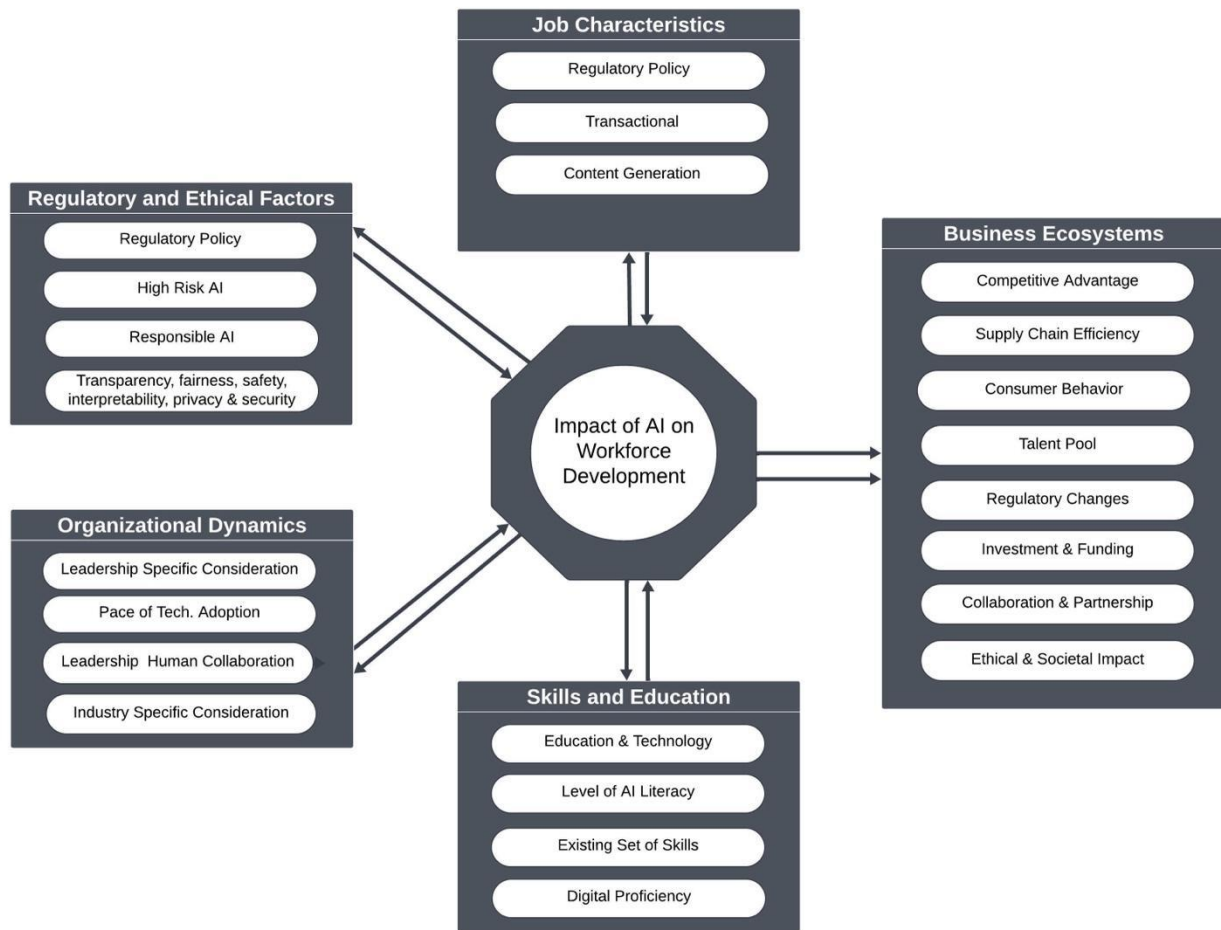 Job Characteristics
Regulatory Policy
Transactional
Content Generation
Regulatory and Ethical Factors
Regulatory Policy
High Risk AI
Responsible AI
Transparency, fairness, safety,
interpretability, privacy & security
Business Ecosystems
Competitive Advantage
Supply Chain Efficiency
Consumer Behavior
Talent Pool
Regulatory Changes
Investment & Funding
Collaboration & Partnership
Ethical & Societal Impact
Impact of AI on
Workforce
Development
Organizational Dynamics
Leadership Specific Consideration
Pace of Tech. Adoption
Leadership Human Collaboration
Industry Specific Consideration
Skills and Education
Education & Technology
Level of AI Literacy
Existing Set of Skills
Digital Proficiency